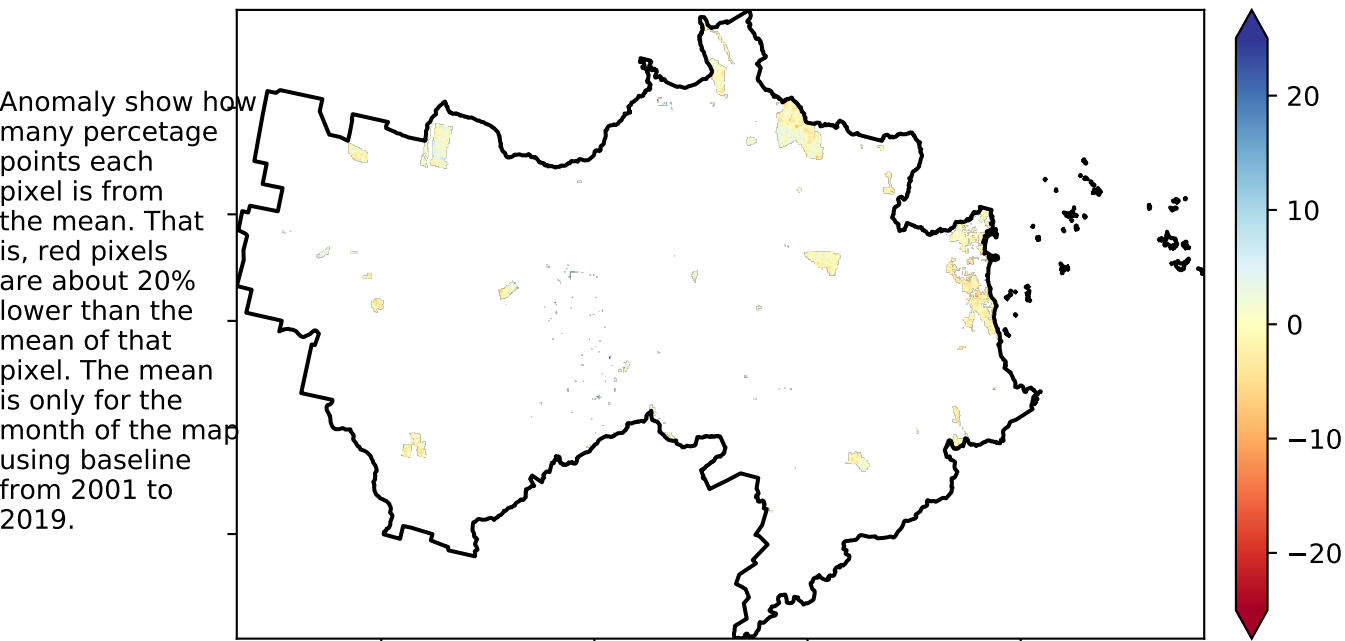 Anomaly show how
many percetage
points each
pixel is from
the mean. That
is, red pixels
are about 20%
lower than the
mean of that
pixel. The mean
is only for the
month of the map
using baseline
from 2001 to
2019.
20
10
0
−10
−20